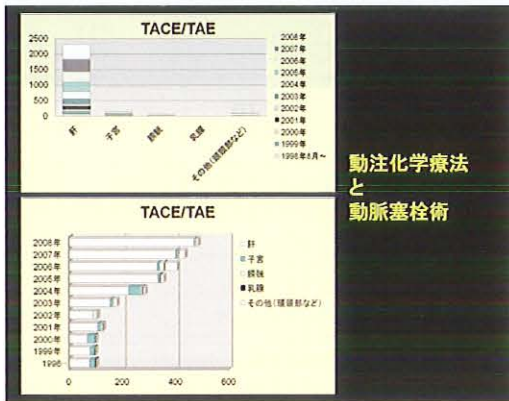 TACE/TAE
2500
2000
1500
1000
500
0
肝
子宮
乳腺
その他(頭頸部など)
2008年
2007年
2006年
2005年
2004年
2003年
2002年
2001年
2000年
1999年
1998年8月~
動注化学療法
と
動脈塞栓術
TACE/TAE
2008年
2007年
2006年
2005年
2004年
2003年
2002年
2001年
2000年
1999年
1998
0 200 400 600
肝
子宮
乳腺
その他(頭頸部など)